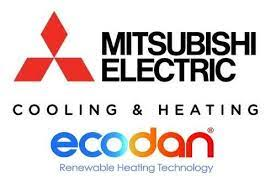 MITSUBISHI
ELECTRIC
COOLING & HEATING
ecodan®
Renewable Heating Technology